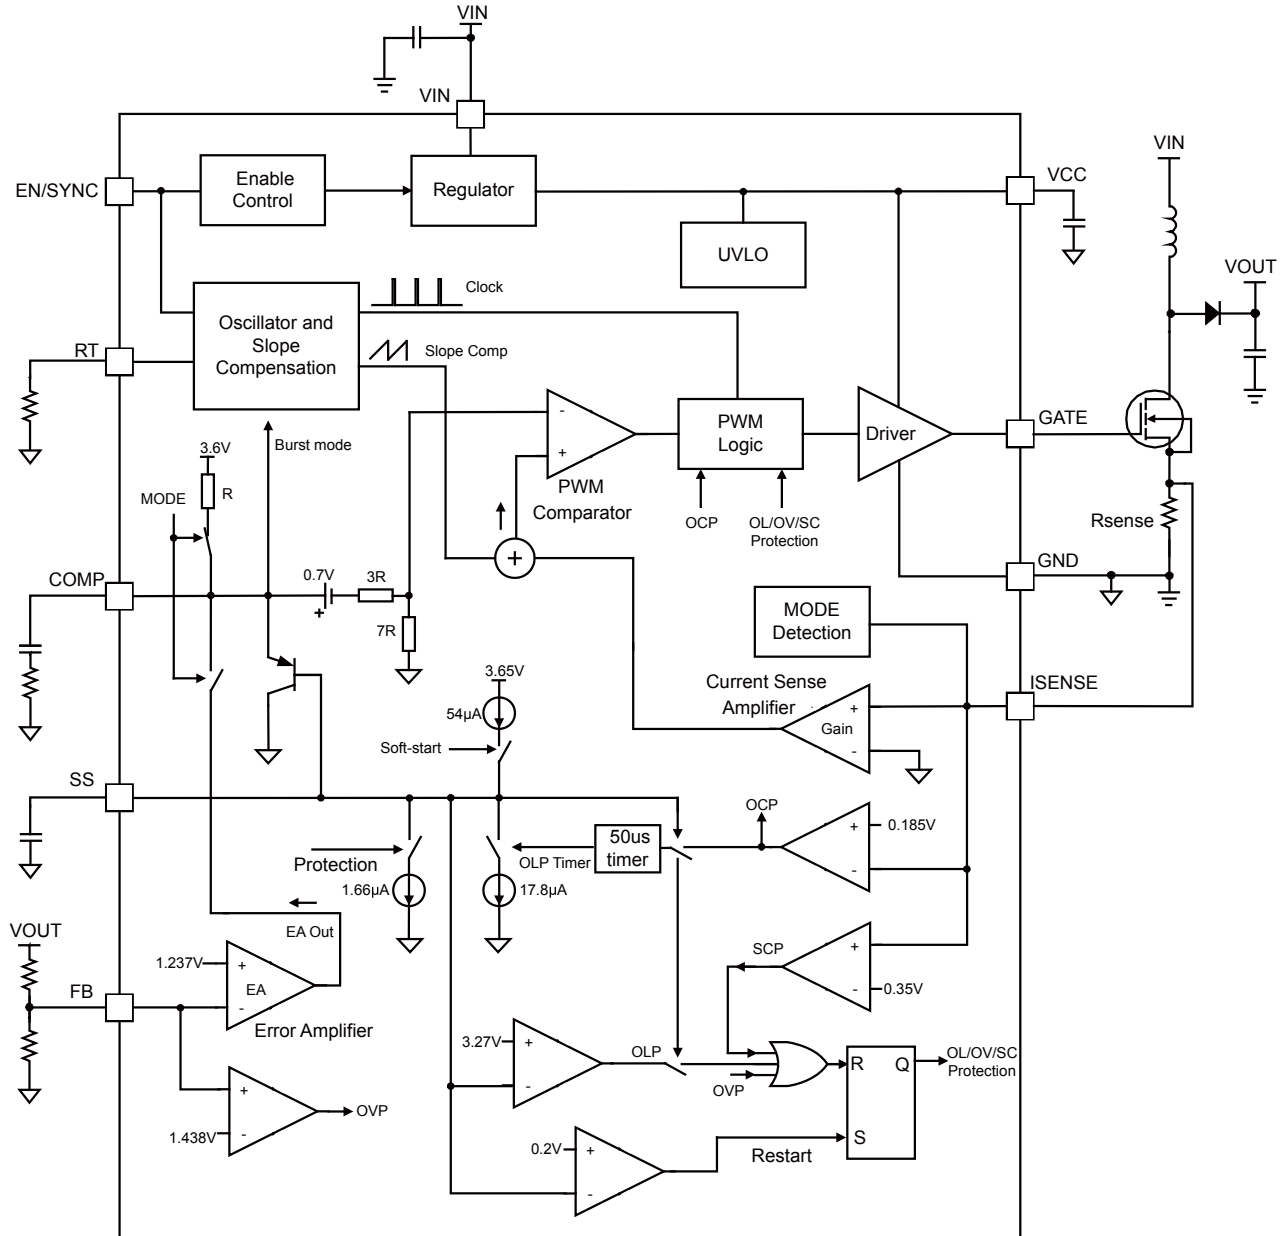 VIN
VIN
VIN
EN/SYNC
Enable
Control
Regulator
VCC
UVLO
VOUT
Clock
Oscillator and
Slope
Compensation
RT
Slope Comp
-
+
PWM
Comparator
PWM
Logic
Driver
GATE
Burst mode
3.6V
R
MODE
OCP
OL/OV/SC
Protection
Rsense
COMP
0.7V
+
3R
7R
+
GND
MODE
Detection
ISENSE
3.65V
54µA
Current Sense
Amplifier
+
Gain
-
Soft-start
SS
OCP
+
0.185V
-
50us
timer
OLP Timer
Protection
1.66µA
17.8µA
EA Out
VOUT
1.237V
+
EA
-
FB
Error Amplifier
SCP
+
-
0.35V
3.27V
+
-
OLP
OVP
R
Q
S
OL/OV/SC
Protection
+
-
1.438V
OVP
0.2V
+
-
Restart